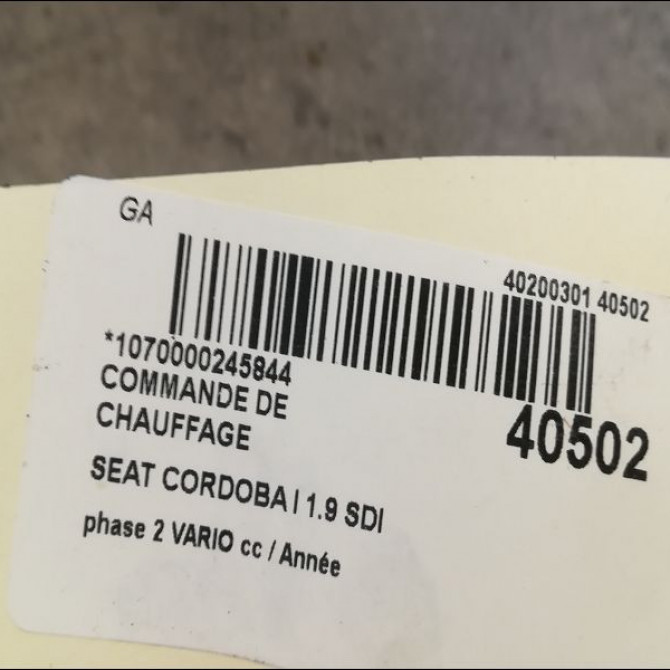 GA
40200301 40502
*1070000245844
COMMANDE DE
CHAUFFAGE
40502
SEAT CORDOBA I 1.9 SDI
phase 2 VARIO cc / Année